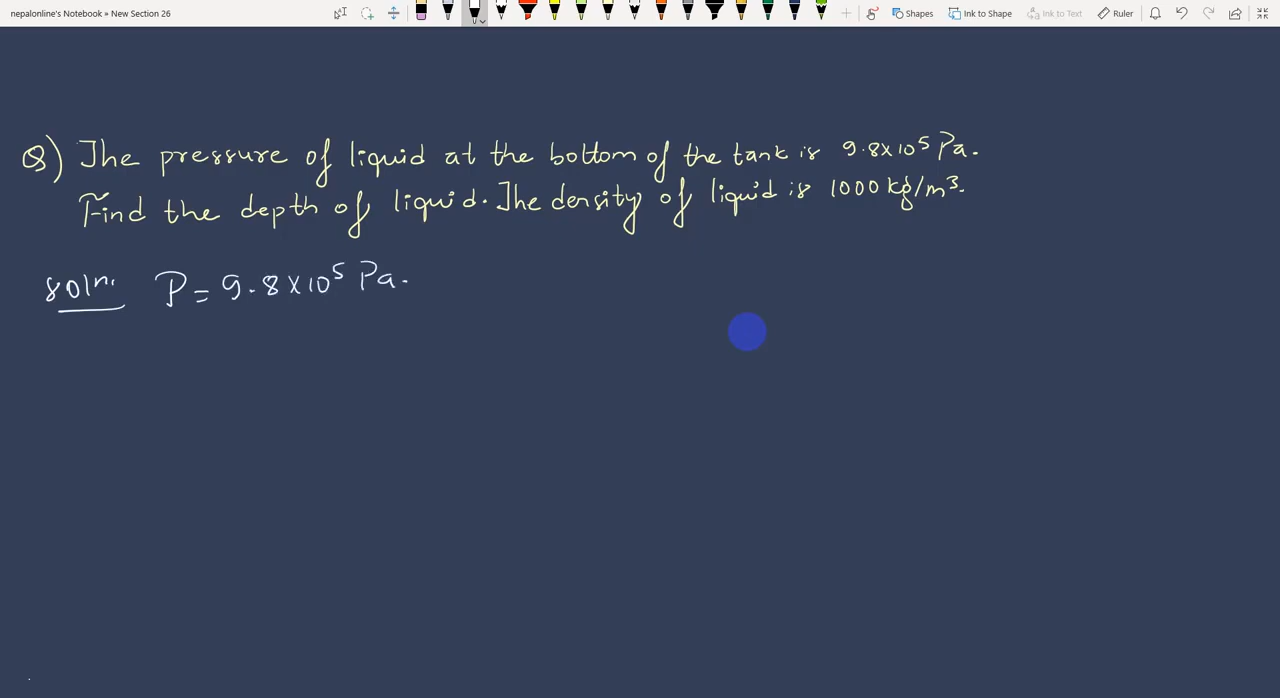 nepalonline's Notebook » New Section 26
Shapes Ink to Shape Ink to Text Ruler
Q) The pressure of liquid at the bottom of the tank is 9.8x10⁵ Pa.
Find the depth of liquid. The density of liquid is 1000 kg/m³.
soln. P = 9.8 x 10⁵ Pa.